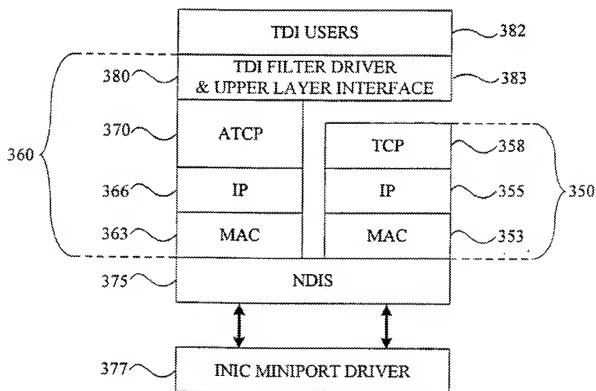 TDI USERS 382
380 TDI FILTER DRIVER 383
& UPPER LAYER INTERFACE
370 ATCP TCP 358
360 350
366 IP IP 355
363 MAC MAC 353
375 NDIS
377 INIC MINIPORT DRIVER